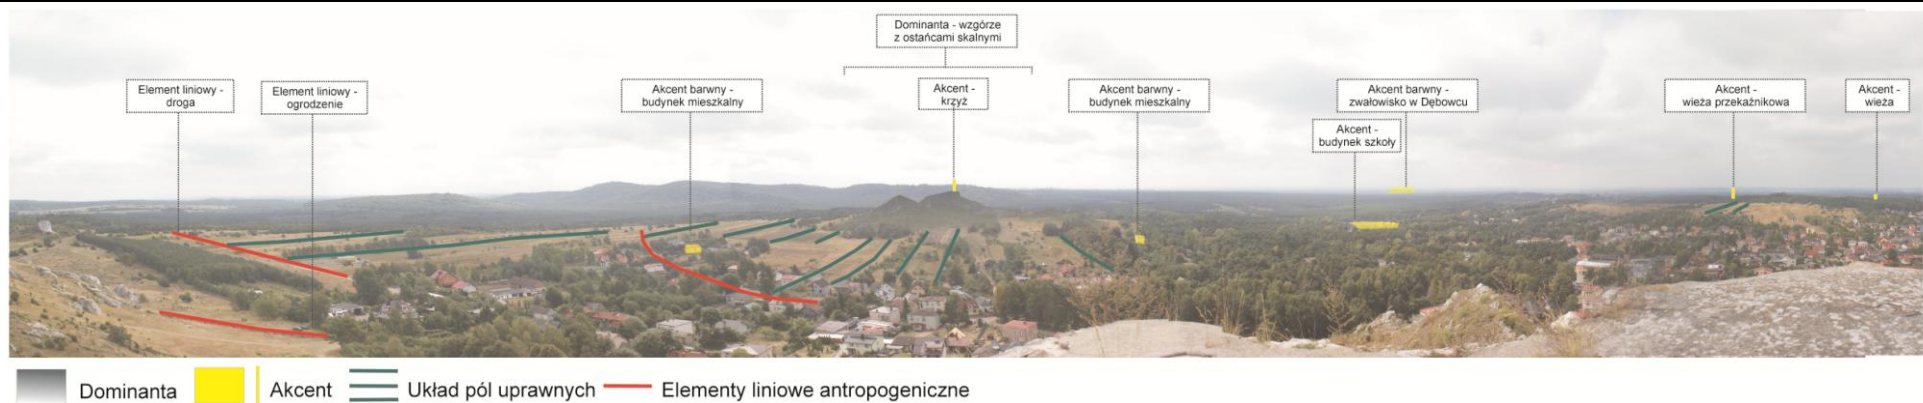 Dominanta - wzgórze
z ostańcami skalnymi
Element liniowy -
droga
Element liniowy -
ogrodzenie
Akcent barwny -
budynek mieszkalny
Akcent -
krzyż
Akcent barwny -
budynek mieszkalny
Akcent barwny -
zwałowisko w Dębowcu
Akcent -
budynek szkoły
Akcent -
wieża przekaźnikowa
Akcent -
wieża
Dominanta
Akcent
Układ pól uprawnych
Elementy liniowe antropogeniczne